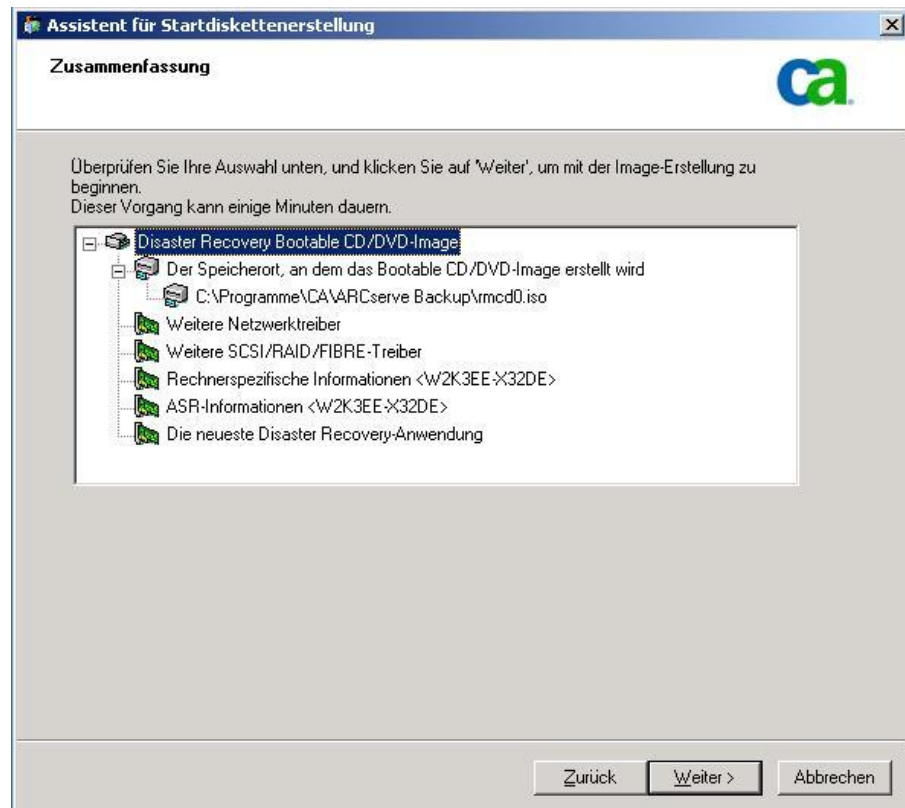 Assistent für Startdiskettenerstellung
Zusammenfassung
ca
Überprüfen Sie Ihre Auswahl unten, und klicken Sie auf 'Weiter', um mit der Image-Erstellung zu
beginnen.
Dieser Vorgang kann einige Minuten dauern.
Disaster Recovery Bootable CD/DVD-Image
Der Speicherort, an dem das Bootable CD/DVD-Image erstellt wird
C:\Programme\CA\ARCserve Backup\rmcd0.iso
Weitere Netzwerktreiber
Weitere SCSI/RAID/FIBRE-Treiber
Rechnerspezifische Informationen <W2K3EE-X32DE>
ASR-Informationen <W2K3EE-X32DE>
Die neueste Disaster Recovery-Anwendung
Zurück
Weiter >
Abbrechen